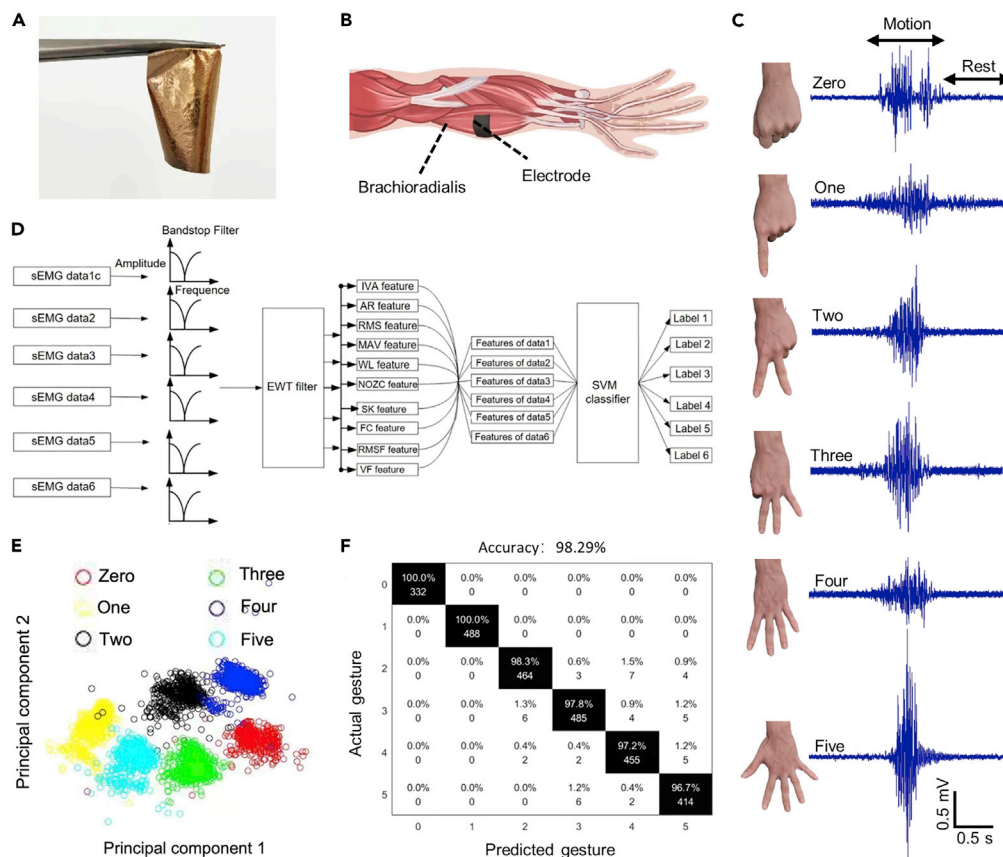 A
B
Brachioradialis
Electrode
C
Motion
Rest
Zero
One
Two
Three
Four
Five
0.5 mV
0.5 s
D
Bandstop Filter
Amplitude
Frequence
sEMG data1c
sEMG data2
sEMG data3
sEMG data4
sEMG data5
sEMG data6
EWT filter
IVA feature
AR feature
RMS feature
MAV feature
WL feature
NOZC feature
SK feature
FC feature
RMSF feature
VF feature
Features of data1
Features of data2
Features of data3
Features of data4
Features of data5
Features of data6
SVM
classifier
Label 1
Label 2
Label 3
Label 4
Label 5
Label 6
E
Zero
One
Two
Three
Four
Five
Principal component 2
Principal component 1
F
Accuracy: 98.29%
Actual gesture
0
100.0% 0.0% 0.0% 0.0% 0.0% 0.0%
332 0 0 0 0 0
1
0.0% 100.0% 0.0% 0.0% 0.0% 0.0%
0 488 0 0 0 0
2
0.0% 0.0% 98.3% 0.6% 1.5% 0.9%
0 0 464 3 7 4
3
0.0% 0.0% 1.3% 97.8% 0.9% 1.2%
0 0 6 485 4 5
4
0.0% 0.0% 0.4% 0.4% 97.2% 1.2%
0 0 2 2 455 5
5
0.0% 0.0% 0.0% 1.2% 0.4% 96.7%
0 0 0 6 2 414
0 1 2 3 4 5
Predicted gesture